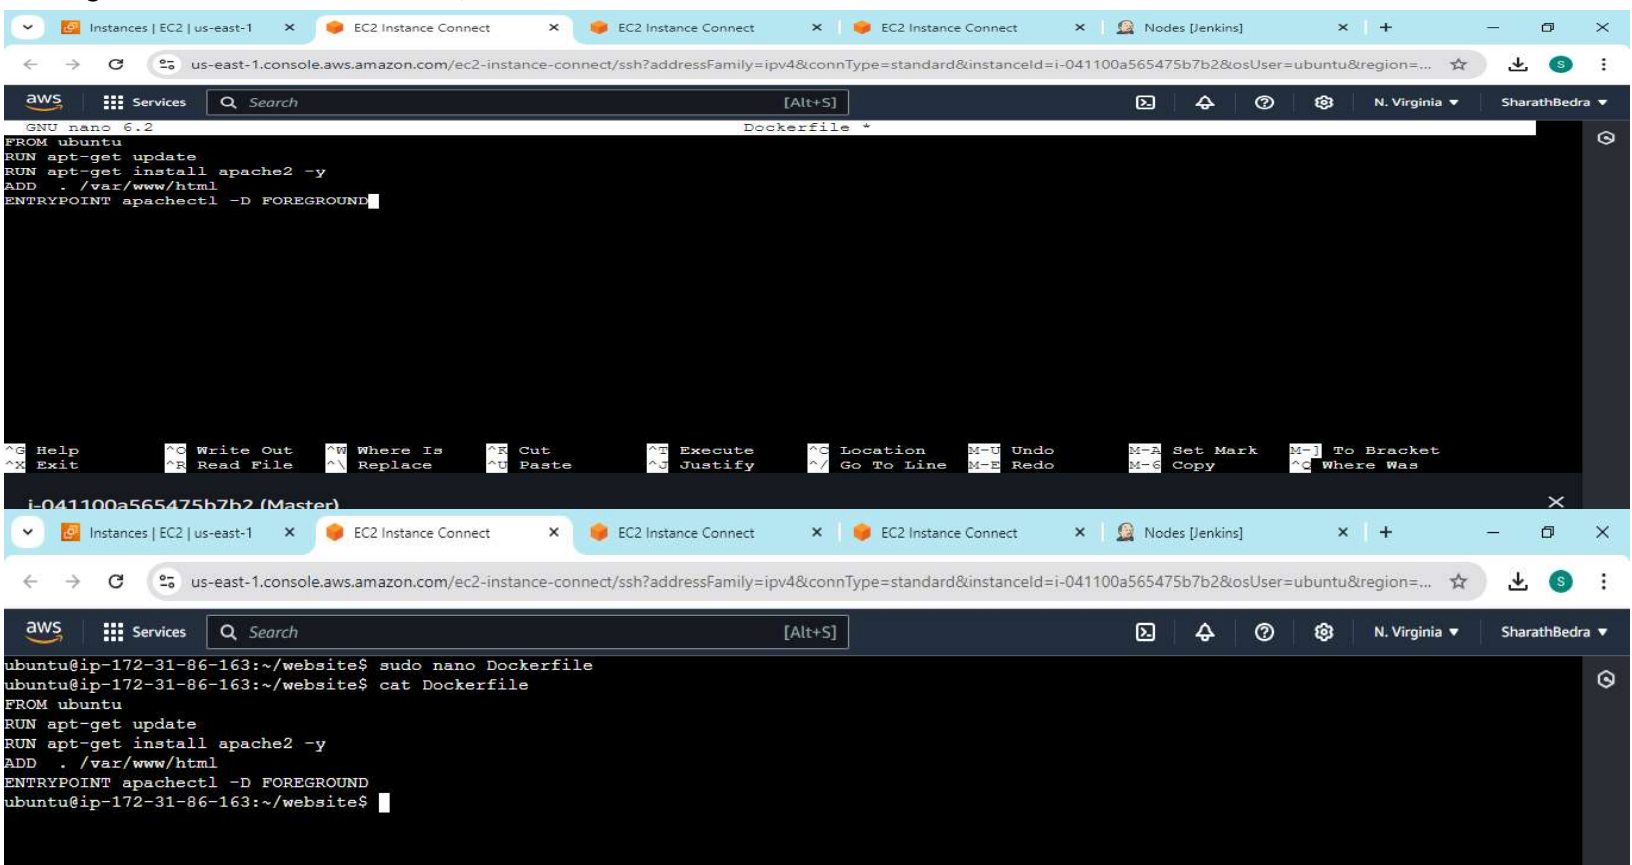 Instances | EC2 | us-east-1
EC2 Instance Connect
EC2 Instance Connect
EC2 Instance Connect
Nodes [Jenkins]
us-east-1.console.aws.amazon.com/ec2-instance-connect/ssh?addressFamily=ipv4&connType=standard&instanceId=i-041100a565475b7b2&osUser=ubuntu&region=...
S
aws
Services
Search
[Alt+S]
N. Virginia
SharathBedra
GNU nano 6.2 Dockerfile *
FROM ubuntu
RUN apt-get update
RUN apt-get install apache2 -y
ADD  . /var/www/html
ENTRYPOINT apachectl -D FOREGROUND
^G Help ^O Write Out ^W Where Is ^K Cut ^T Execute ^C Location M-U Undo M-A Set Mark M-] To Bracket
^X Exit ^R Read File ^\ Replace ^U Paste ^J Justify ^/ Go To Line M-E Redo M-6 Copy ^Q Where Was
i-041100a565475b7b2 (Master)
Instances | EC2 | us-east-1
EC2 Instance Connect
EC2 Instance Connect
EC2 Instance Connect
Nodes [Jenkins]
us-east-1.console.aws.amazon.com/ec2-instance-connect/ssh?addressFamily=ipv4&connType=standard&instanceId=i-041100a565475b7b2&osUser=ubuntu&region=...
S
aws
Services
Search
[Alt+S]
N. Virginia
SharathBedra
ubuntu@ip-172-31-86-163:~/website$ sudo nano Dockerfile
ubuntu@ip-172-31-86-163:~/website$ cat Dockerfile
FROM ubuntu
RUN apt-get update
RUN apt-get install apache2 -y
ADD  . /var/www/html
ENTRYPOINT apachectl -D FOREGROUND
ubuntu@ip-172-31-86-163:~/website$